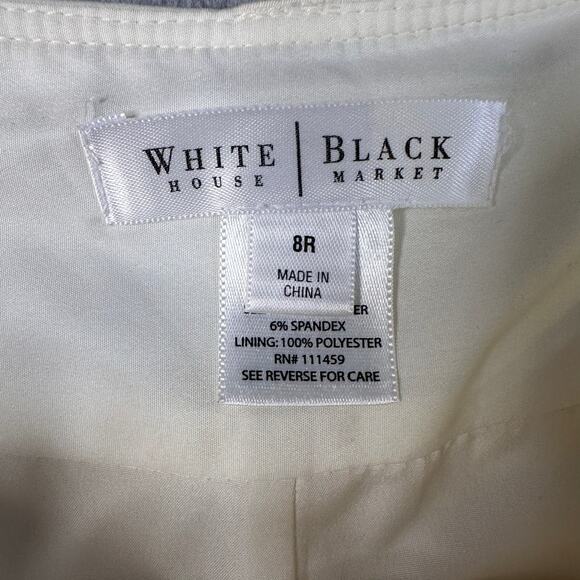 WHITE | BLACK
HOUSE MARKET
8R
MADE IN
CHINA
ER
6% SPANDEX
LINING: 100% POLYESTER
RN# 111459
SEE REVERSE FOR CARE